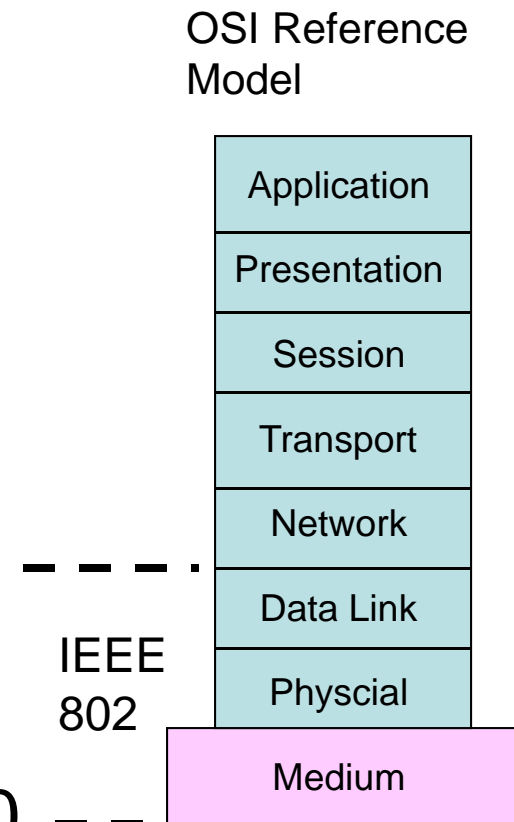 OSI Reference
Model
Application
Presentation
Session
Transport
Network
Data Link
IEEE
802
Physcial
Medium